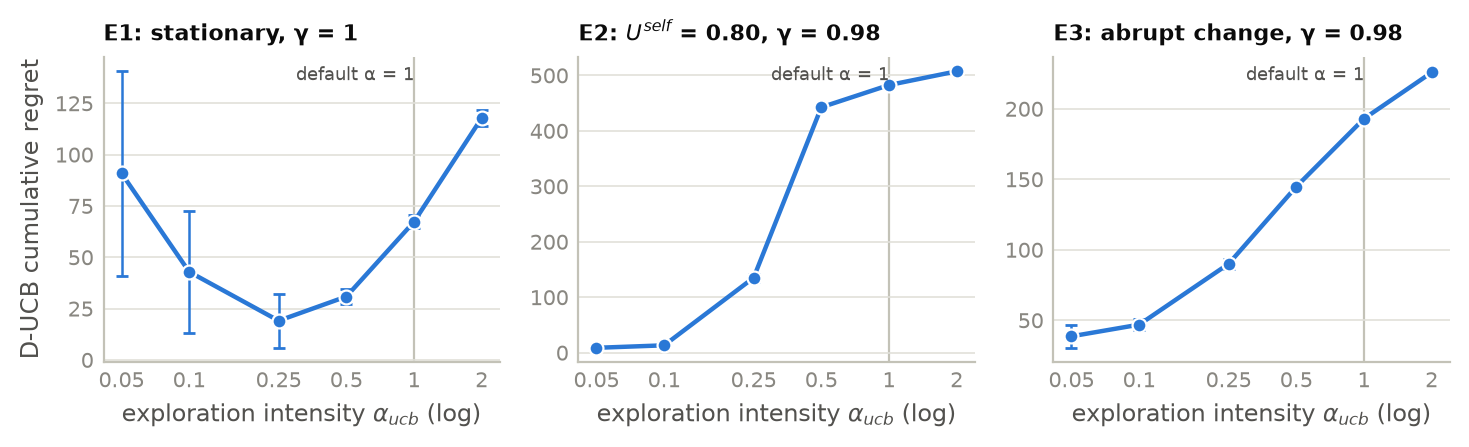 E1: stationary, γ = 1
D-UCB cumulative regret
default α = 1
125
100
75
50
25
0
0.05 0.1 0.25 0.5 1 2
exploration intensity αucb (log)
E2: Uself = 0.80, γ = 0.98
default α = 1
500
400
300
200
100
0
0.05 0.1 0.25 0.5 1 2
exploration intensity αucb (log)
E3: abrupt change, γ = 0.98
default α = 1
200
150
100
50
0.05 0.1 0.25 0.5 1 2
exploration intensity αucb (log)